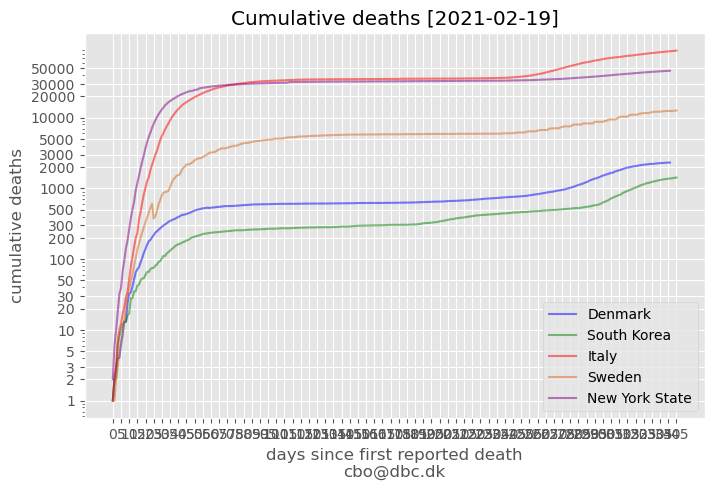 Cumulative deaths [2021-02-19]
cumulative deaths
50000
30000
20000
10000
5000
3000
2000
1000
500
300
200
100
50
30
20
10
5
3
2
1
Denmark
South Korea
Italy
Sweden
New York State
days since first reported death
cbo@dbc.dk